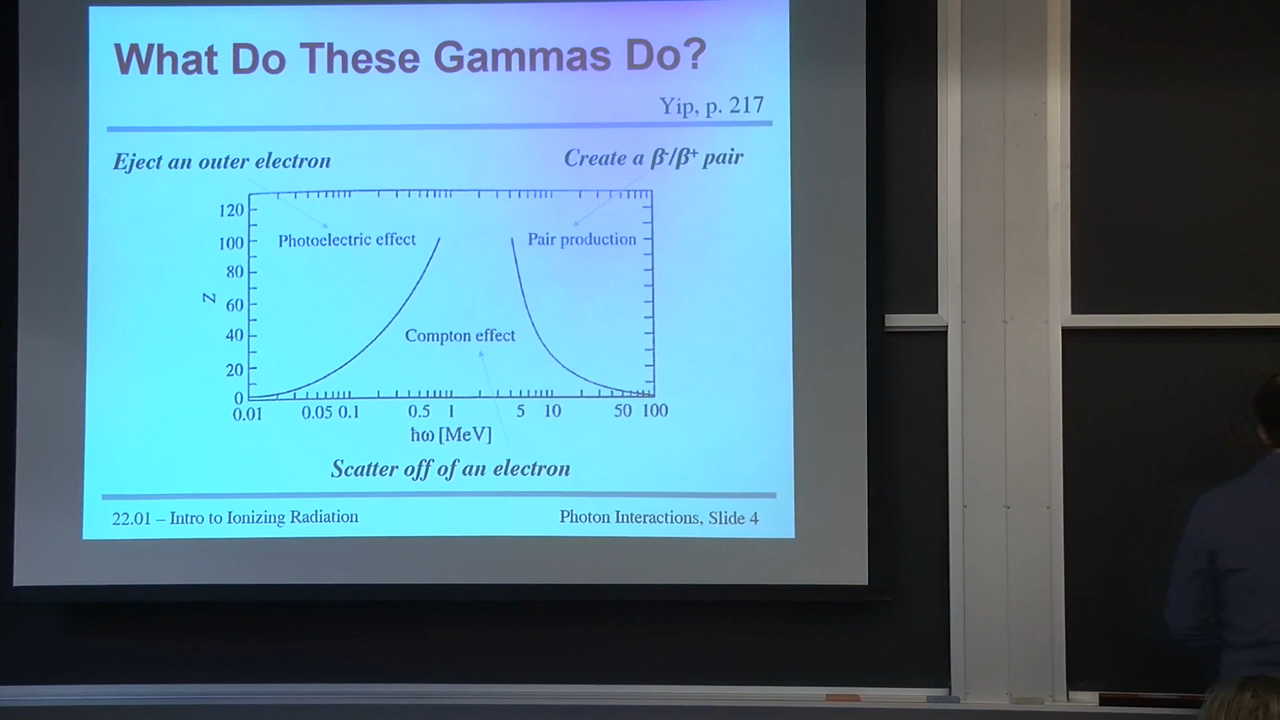 What Do These Gammas Do?
Yip, p. 217
Eject an outer electron
Create a β-/β+ pair
120
100
80
60
40
20
0
Z
Photoelectric effect
Pair production
Compton effect
0.01 0.05 0.1 0.5 1 5 10 50 100
ħω [MeV]
Scatter off of an electron
22.01 – Intro to Ionizing Radiation
Photon Interactions, Slide 4